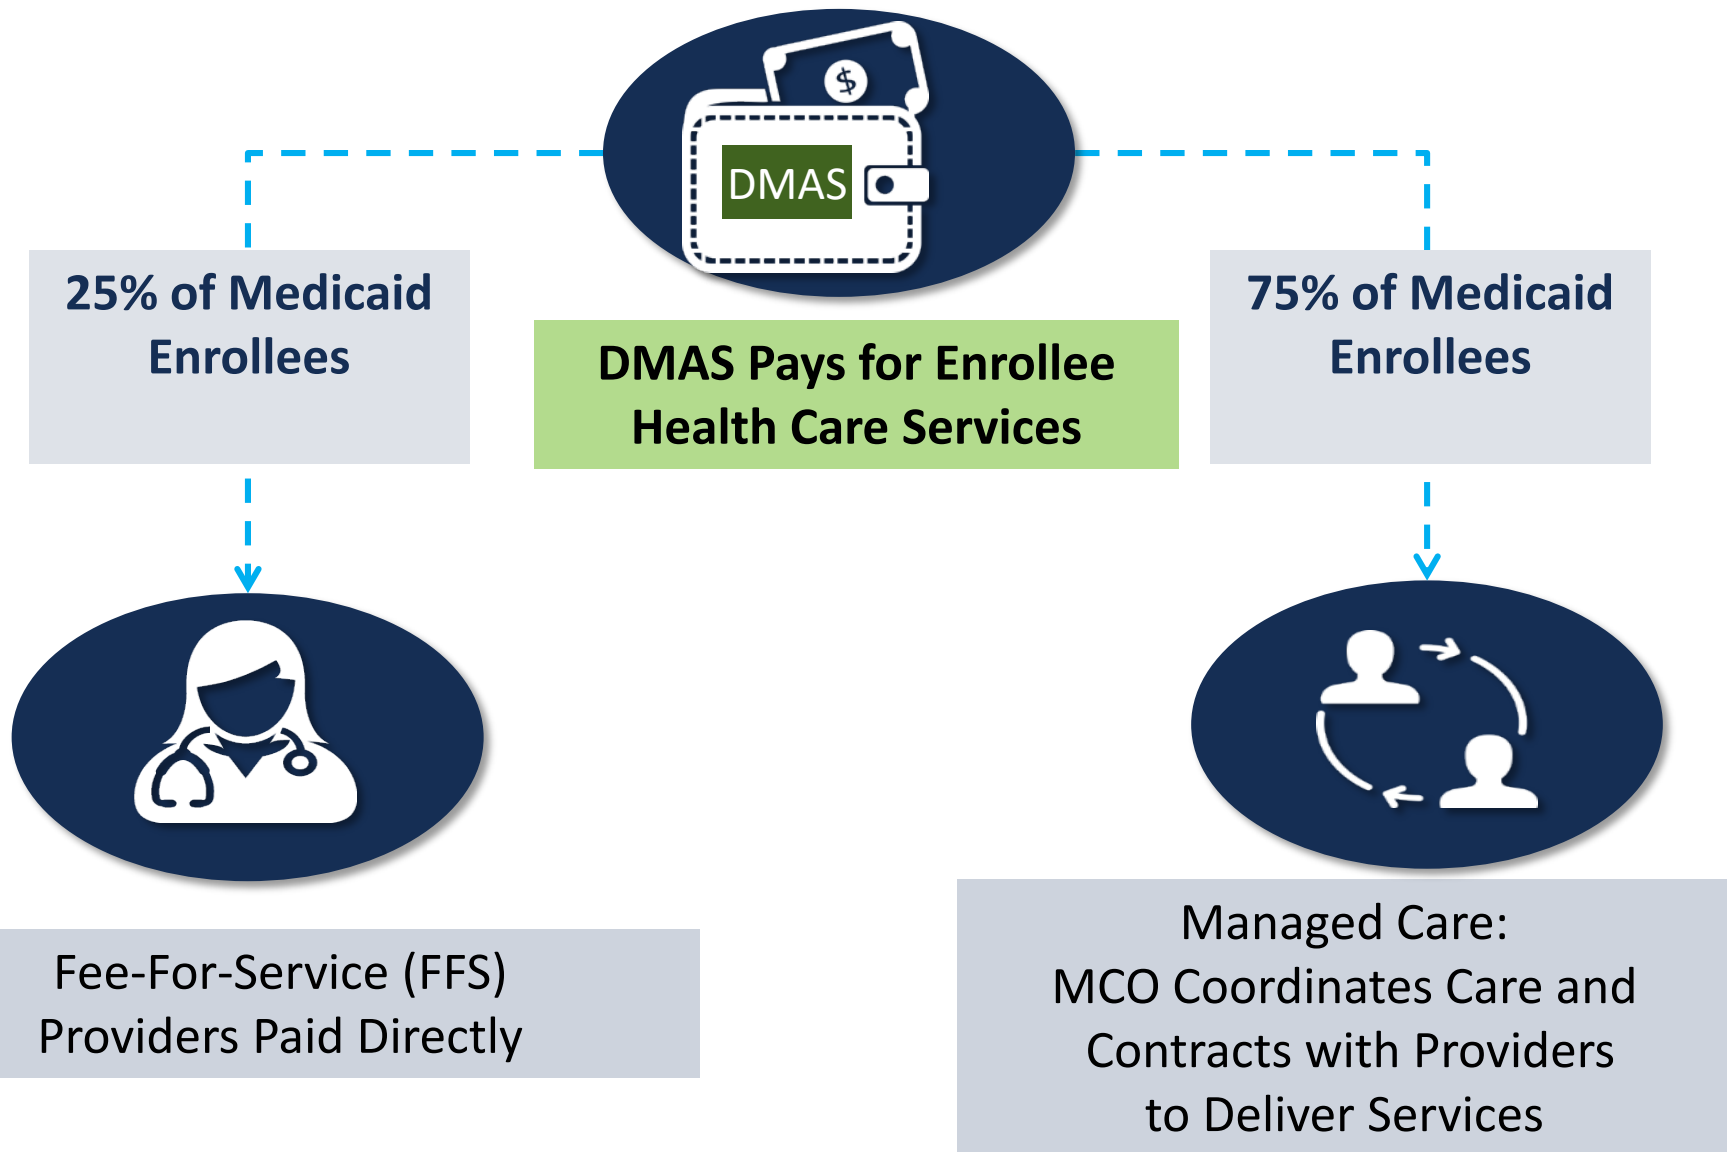 $
DMAS
25% of Medicaid
Enrollees
DMAS Pays for Enrollee
Health Care Services
75% of Medicaid
Enrollees
Fee-For-Service (FFS)
Providers Paid Directly
Managed Care:
MCO Coordinates Care and
Contracts with Providers
to Deliver Services